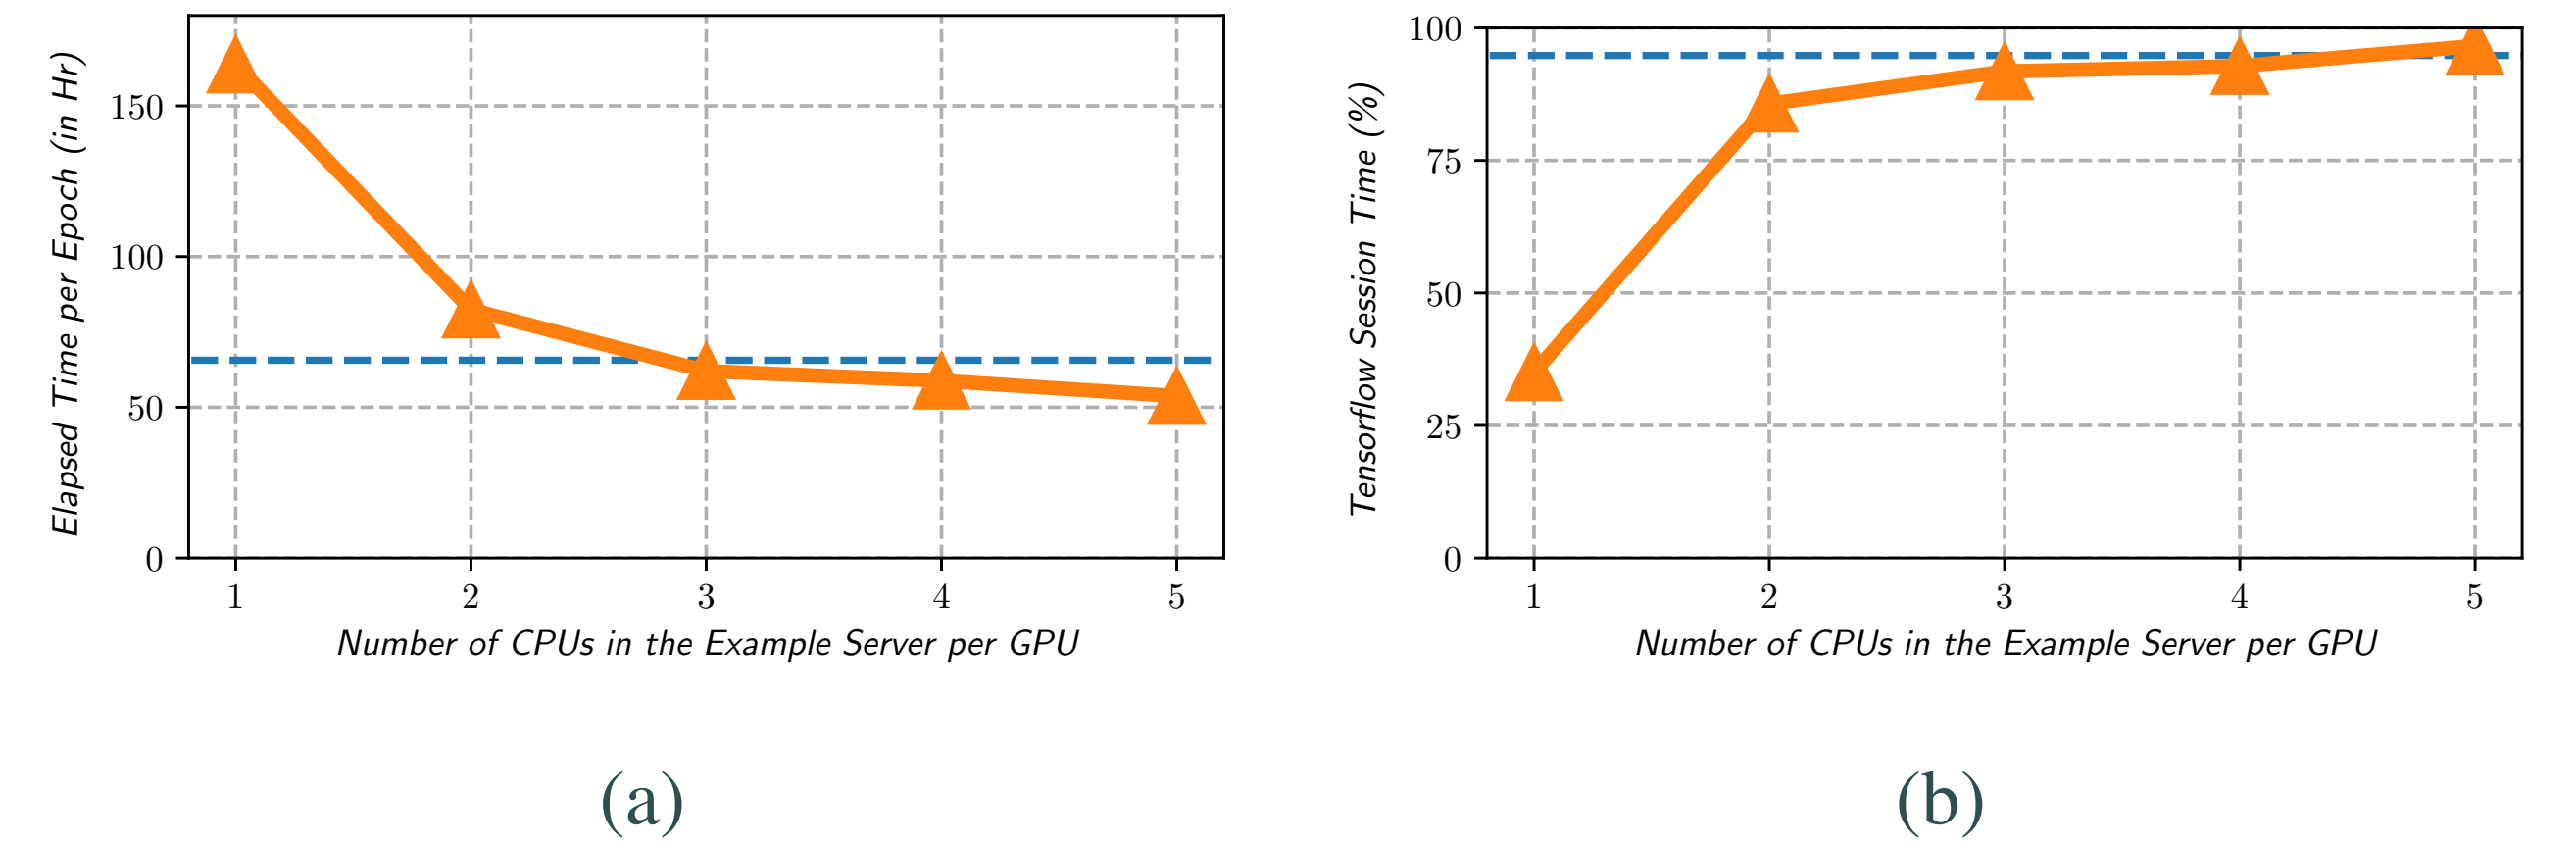 Elapsed Time per Epoch (in Hr)
150
100
50
0
1 2 3 4 5
Number of CPUs in the Example Server per GPU
(a)
Tensorflow Session Time (%)
100
75
50
25
0
1 2 3 4 5
Number of CPUs in the Example Server per GPU
(b)